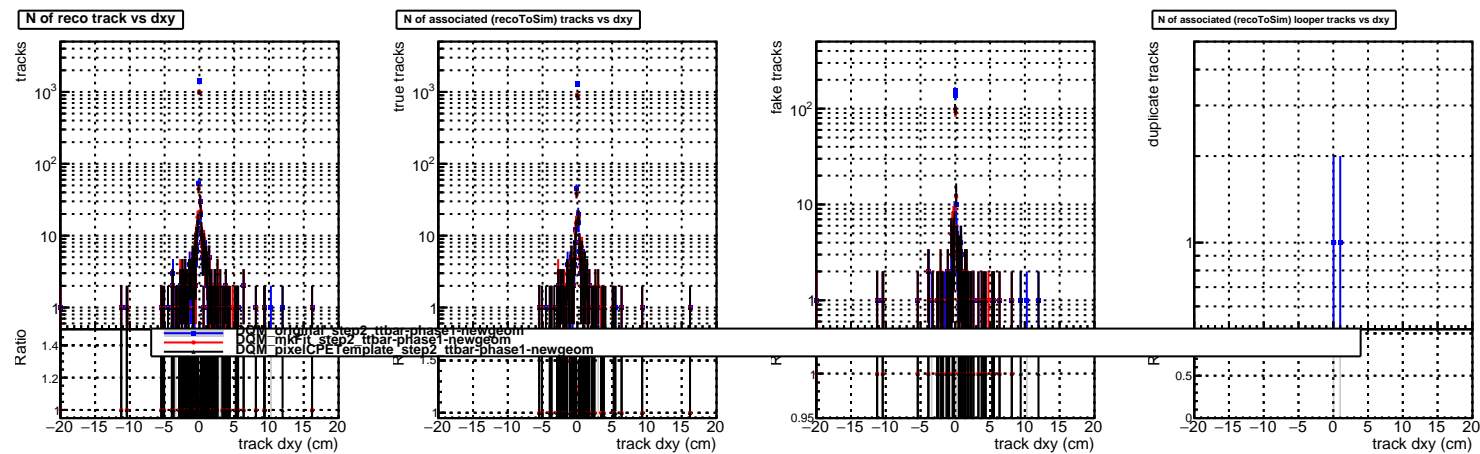 N of reco track vs dxy
tracks
10³
10²
10
1
Ratio
1.4
1.2
1
−20 −15 −10 −5 0 5 10 15 20
track dxy (cm)
N of associated (recoToSim) tracks vs dxy
true tracks
10³
10²
10
1
1.5
1
−20 −15 −10 −5 0 5 10 15 20
track dxy (cm)
fake tracks
10²
10
1
1
0.95
−20 −15 −10 −5 0 5 10 15 20
track dxy (cm)
N of associated (recoToSim) looper tracks vs dxy
duplicate tracks
1
0.5
0
−20 −15 −10 −5 0 5 10 15 20
track dxy (cm)
DQM_original_step2_ttbar-phase1-newgeom
DQM_mkFit_step2_ttbar-phase1-newgeom
DQM_pixelCPETemplate_step2_ttbar-phase1-newgeom